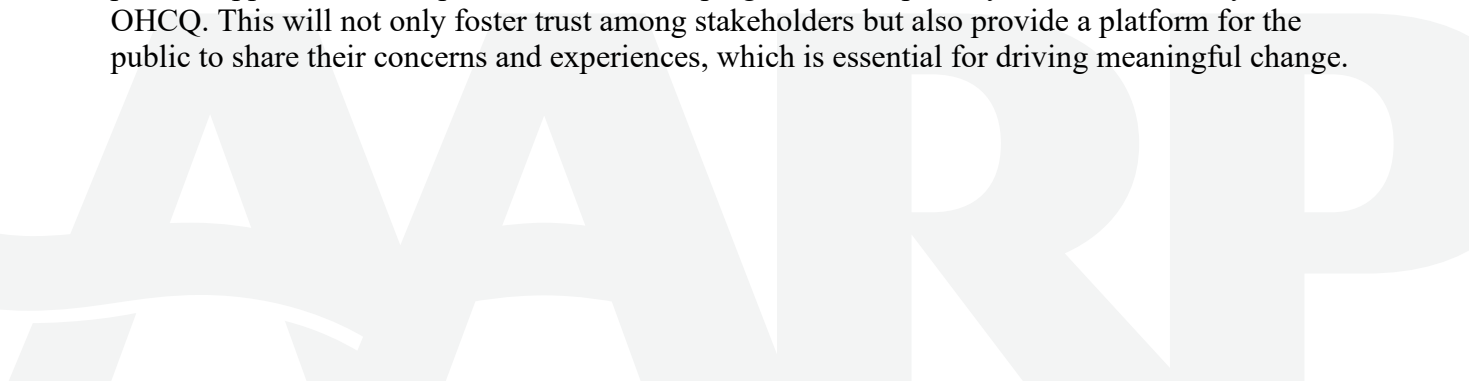 OHCQ. This will not only foster trust among stakeholders but also provide a platform for the
public to share their concerns and experiences, which is essential for driving meaningful change.
AARP